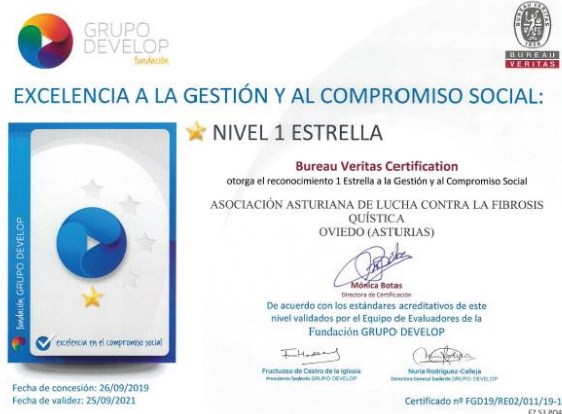 GRUPO
DEVELOP
fundación
BUREAU VERITAS
1828
BUREAU
VERITAS
EXCELENCIA A LA GESTIÓN Y AL COMPROMISO SOCIAL:
NIVEL 1 ESTRELLA
Bureau Veritas Certification
otorga el reconocimiento 1 Estrella a la Gestión y al Compromiso Social
ASOCIACIÓN ASTURIANA DE LUCHA CONTRA LA FIBROSIS
QUÍSTICA
OVIEDO (ASTURIAS)
fundación GRUPO DEVELOP
excelencia en el compromiso social
Mónica Botas
Directora de Certificación
De acuerdo con los estándares acreditativos de este
nivel validados por el Equipo de Evaluadores de la
Fundación GRUPO DEVELOP
Fructuoso de Castro de la Iglesia
Presidente fundación GRUPO DEVELOP
Nuria Rodríguez-Calleja
Directora General fundación GRUPO DEVELOP
Fecha de concesión: 26/09/2019
Fecha de validez: 25/09/2021
Certificado nº FGD19/RE02/011/19-1
F7.S3.PO4